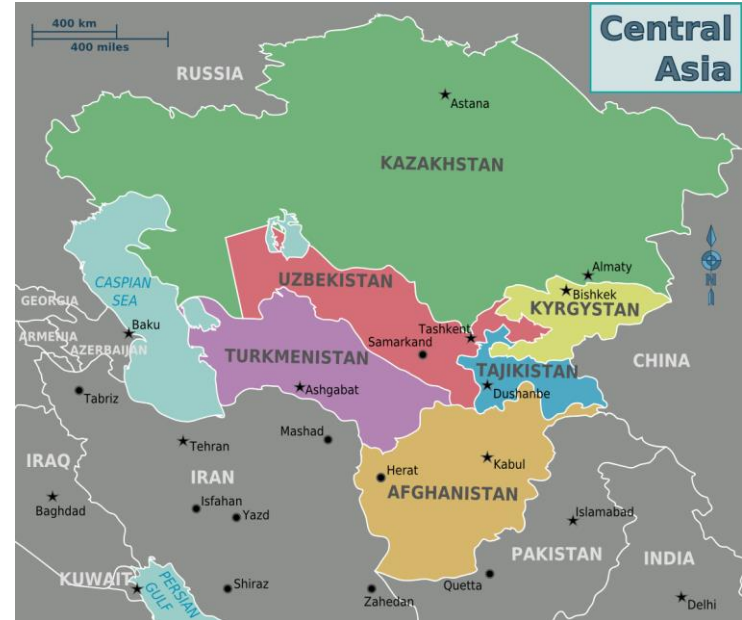 400 km
400 miles
Central
Asia
RUSSIA
Astana
KAZAKHSTAN
CASPIAN
SEA
UZBEKISTAN
Almaty
N
Bishkek
GEORGIA
KYRGYSTAN
Baku
ARMENIA
Tashkent
AZERBAIJAN
Samarkand
TURKMENISTAN
CHINA
TAJIKISTAN
Ashgabat
Dushanbe
Tabriz
Mashad
Tehran
IRAQ
IRAN
Herat
Kabul
AFGHANISTAN
Baghdad
Isfahan
Yazd
Islamabad
PAKISTAN
INDIA
KUWAIT
PERSIAN
GULF
Shiraz
Zahedan
Quetta
Delhi